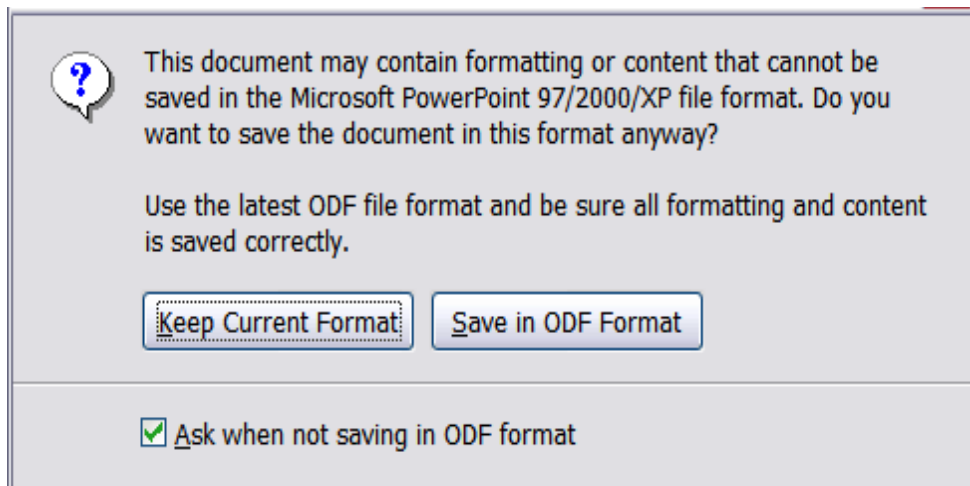 This document may contain formatting or content that cannot be
saved in the Microsoft PowerPoint 97/2000/XP file format. Do you
want to save the document in this format anyway?
Use the latest ODF file format and be sure all formatting and content
is saved correctly.
Keep Current Format
Save in ODF Format
Ask when not saving in ODF format